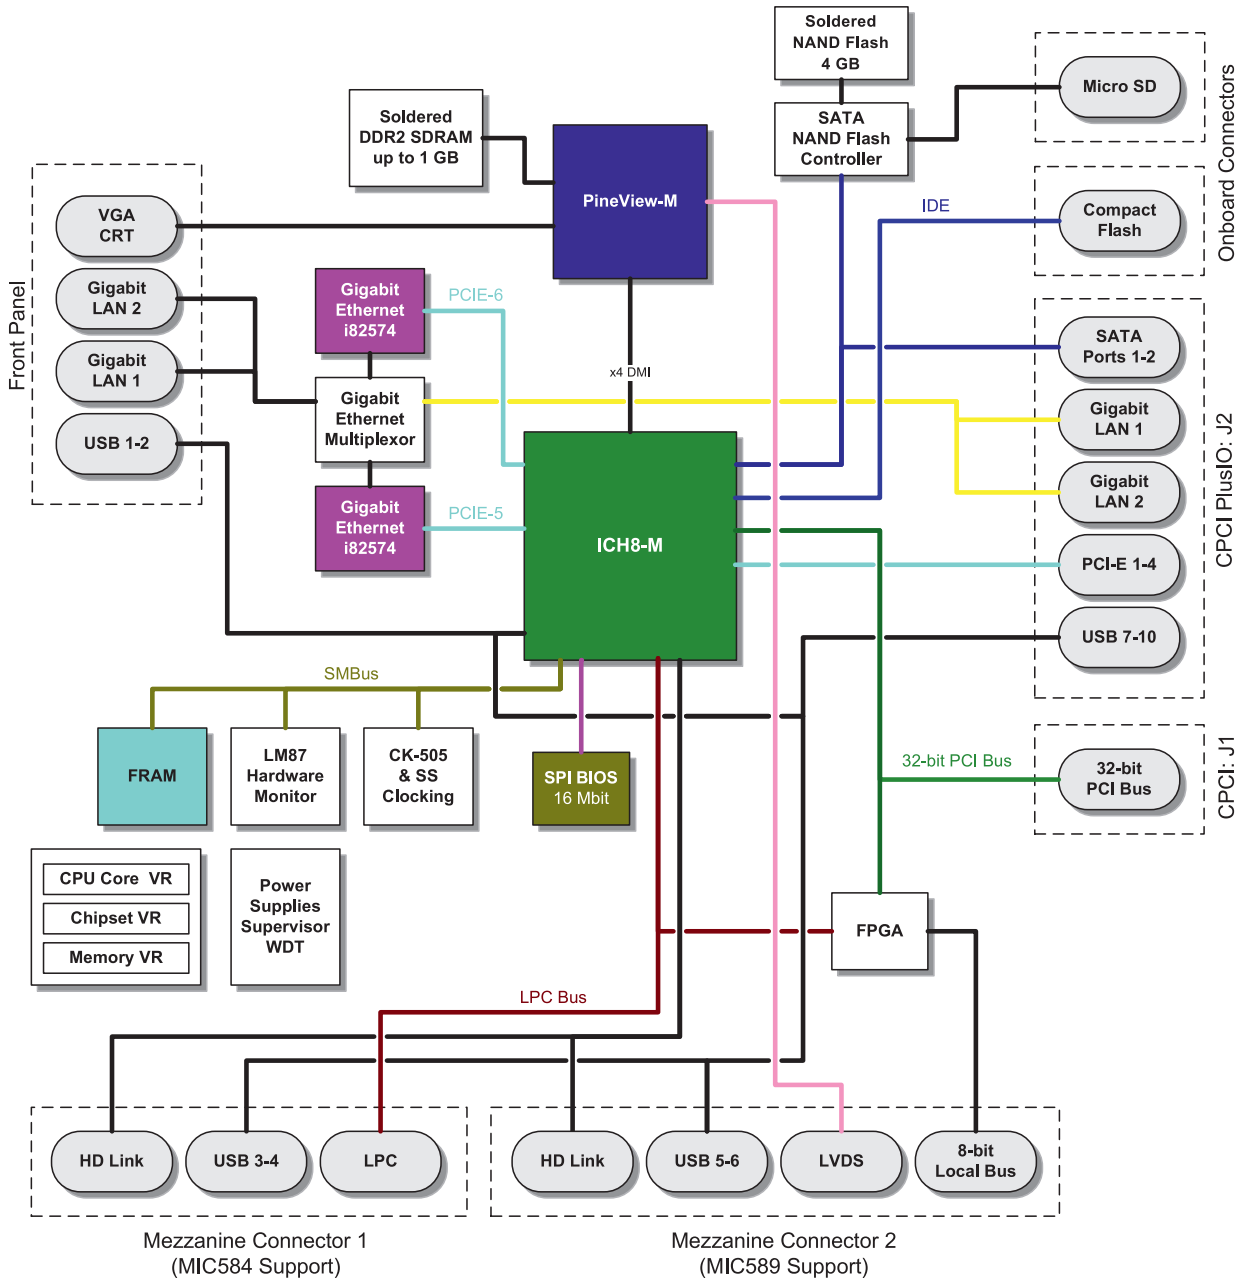 Soldered
NAND Flash
4 GB
Micro SD
Onboard Connectors
Soldered
DDR2 SDRAM
up to 1 GB
SATA
NAND Flash
Controller
PineView-M
IDE
Compact
Flash
Front Panel
VGA
CRT
Gigabit
LAN 2
Gigabit
LAN 1
USB 1-2
Gigabit
Ethernet
i82574
PCIE-6
x4 DMI
Gigabit
Ethernet
Multiplexor
Gigabit
Ethernet
i82574
PCIE-5
ICH8-M
SATA
Ports 1-2
Gigabit
LAN 1
Gigabit
LAN 2
PCI-E 1-4
USB 7-10
CPCI PlusIO: J2
SMBus
FRAM
LM87
Hardware
Monitor
CK-505
& SS
Clocking
SPI BIOS
16 Mbit
32-bit PCI Bus
32-bit
PCI Bus
CPCI: J1
CPU Core VR
Chipset VR
Memory VR
Power
Supplies
Supervisor
WDT
FPGA
LPC Bus
HD Link
USB 3-4
LPC
HD Link
USB 5-6
LVDS
8-bit
Local Bus
Mezzanine Connector 1
(MIC584 Support)
Mezzanine Connector 2
(MIC589 Support)